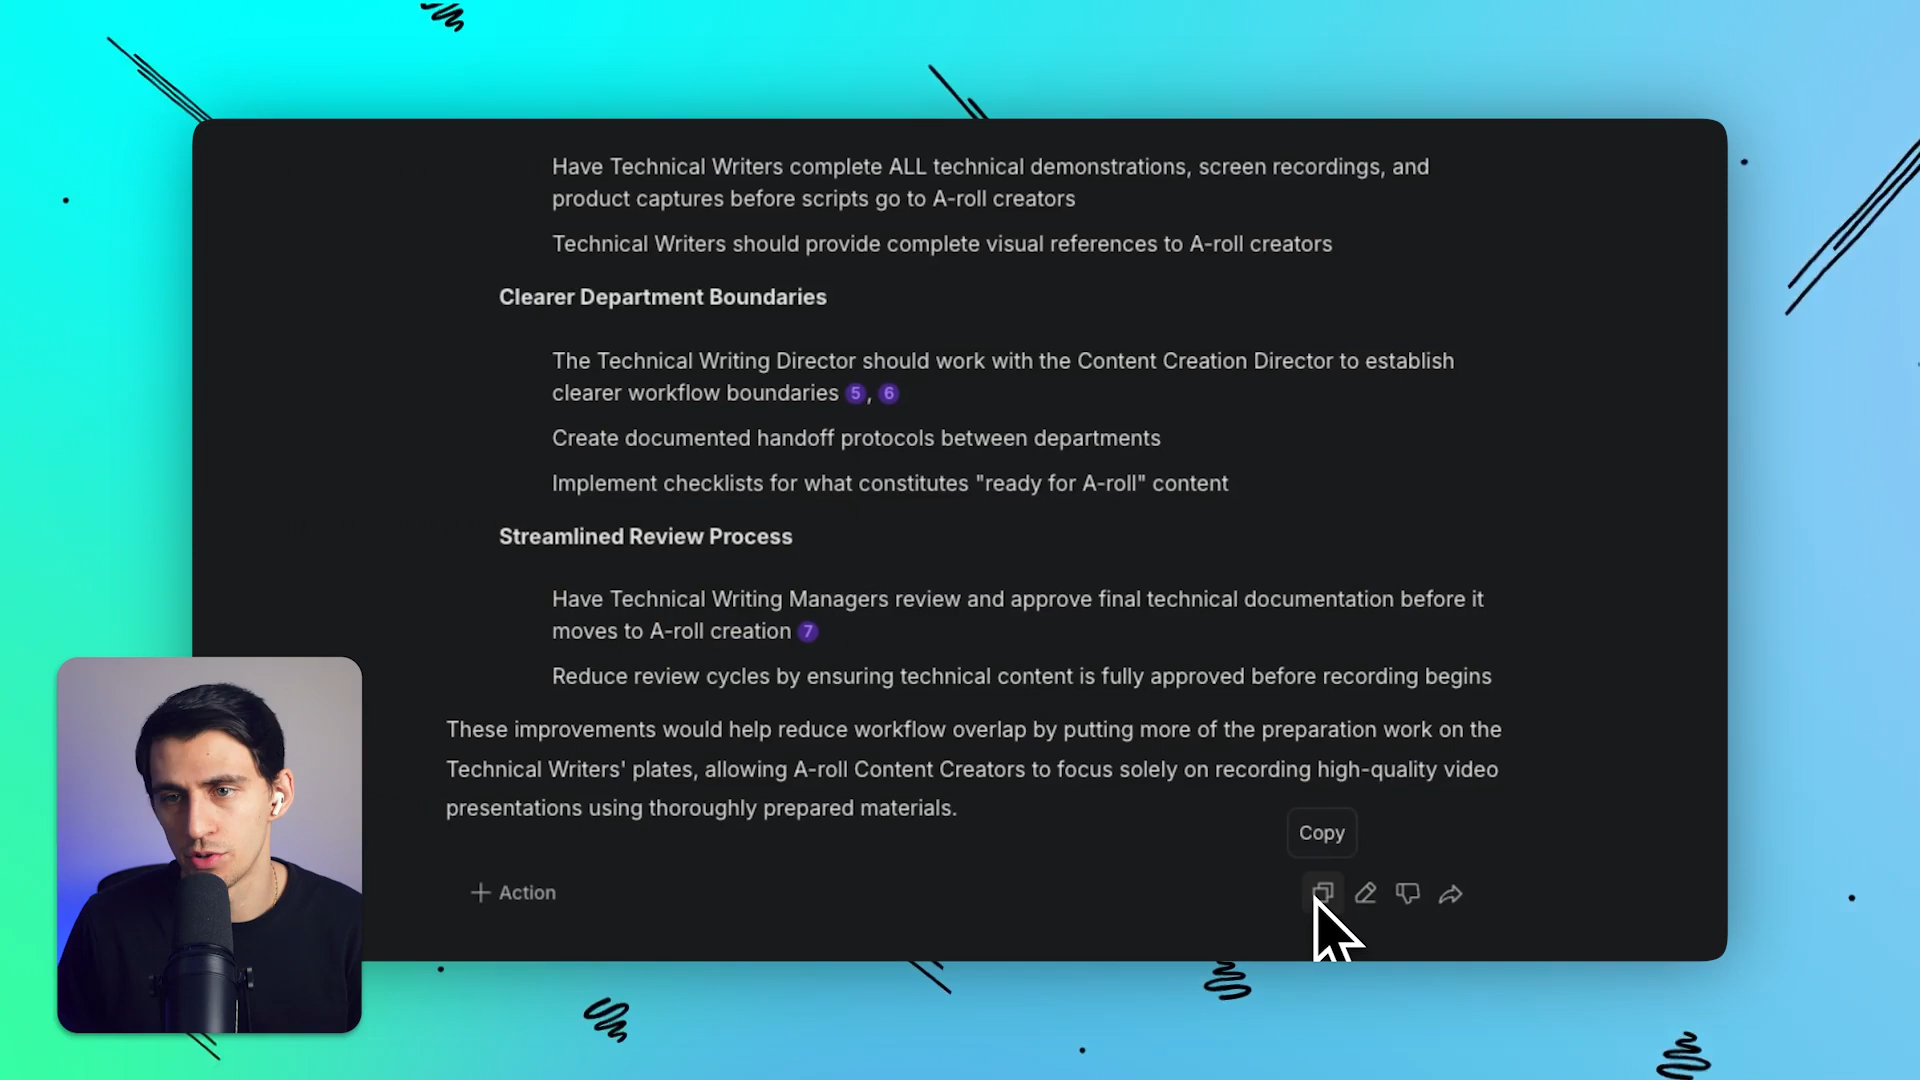 Have Technical Writers complete ALL technical demonstrations, screen recordings, and
product captures before scripts go to A-roll creators
Technical Writers should provide complete visual references to A-roll creators
Clearer Department Boundaries
The Technical Writing Director should work with the Content Creation Director to establish
clearer workflow boundaries 5, 6
Create documented handoff protocols between departments
Implement checklists for what constitutes "ready for A-roll" content
Streamlined Review Process
Have Technical Writing Managers review and approve final technical documentation before it
moves to A-roll creation 7
Reduce review cycles by ensuring technical content is fully approved before recording begins
These improvements would help reduce workflow overlap by putting more of the preparation work on the
Technical Writers' plates, allowing A-roll Content Creators to focus solely on recording high-quality video
presentations using thoroughly prepared materials.
Copy
Action